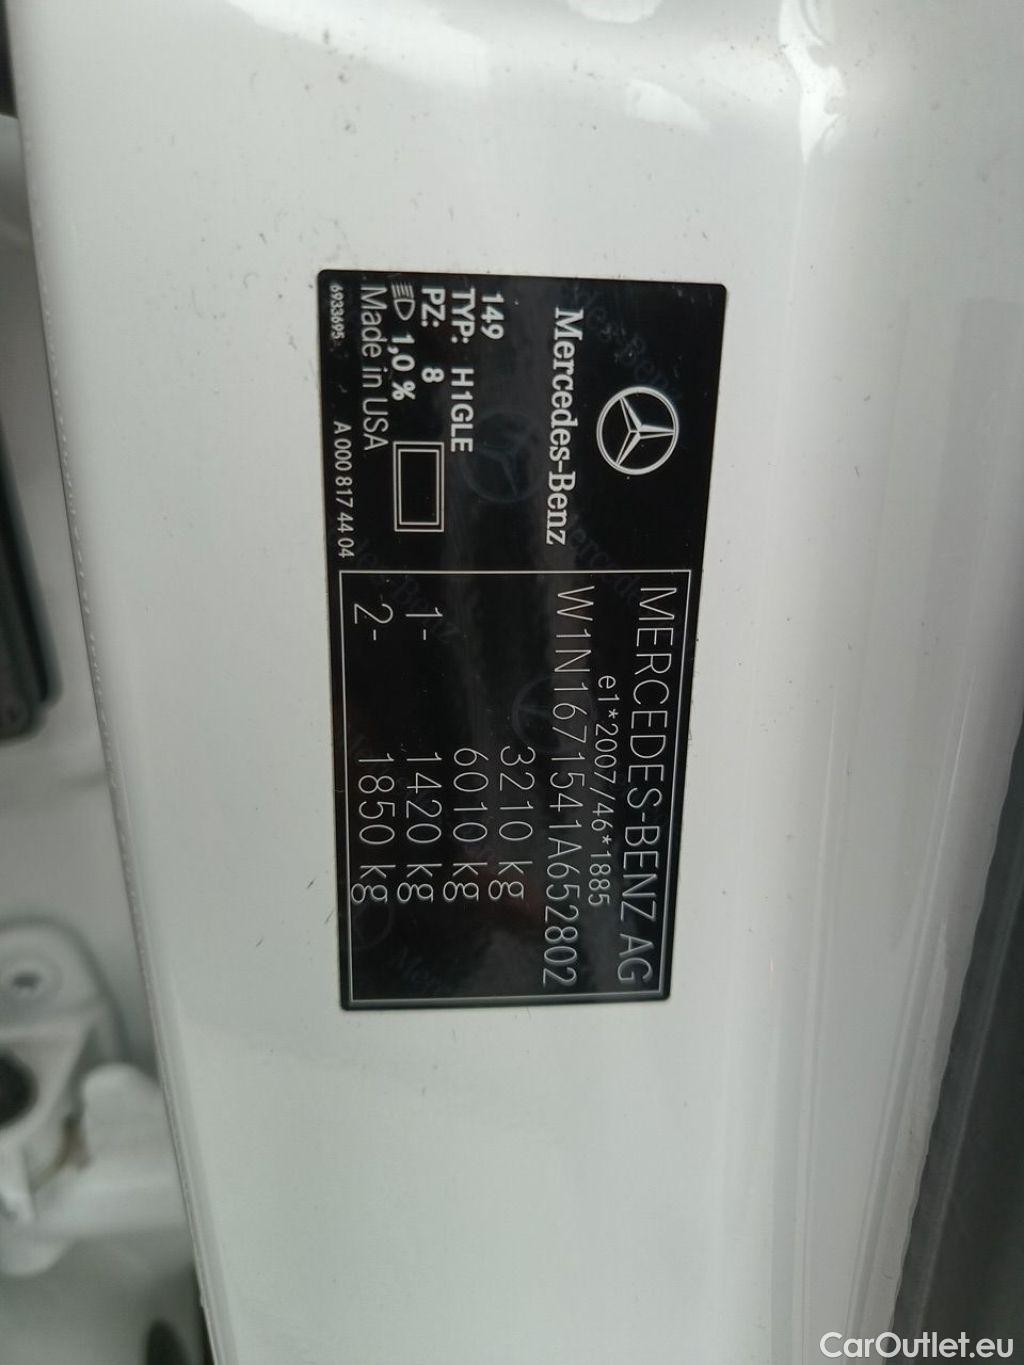 Mercedes-Benz
149
TYP: H1GLE
PZ: 8
1,0 %
Made in USA
6933695
A 000 817 44 04
MERCEDES-BENZ AG
e1*2007/46*1885
W1N1671541A652802
3210 kg
6010 kg
1- 1420 kg
2- 1850 kg
CarOutlet.eu